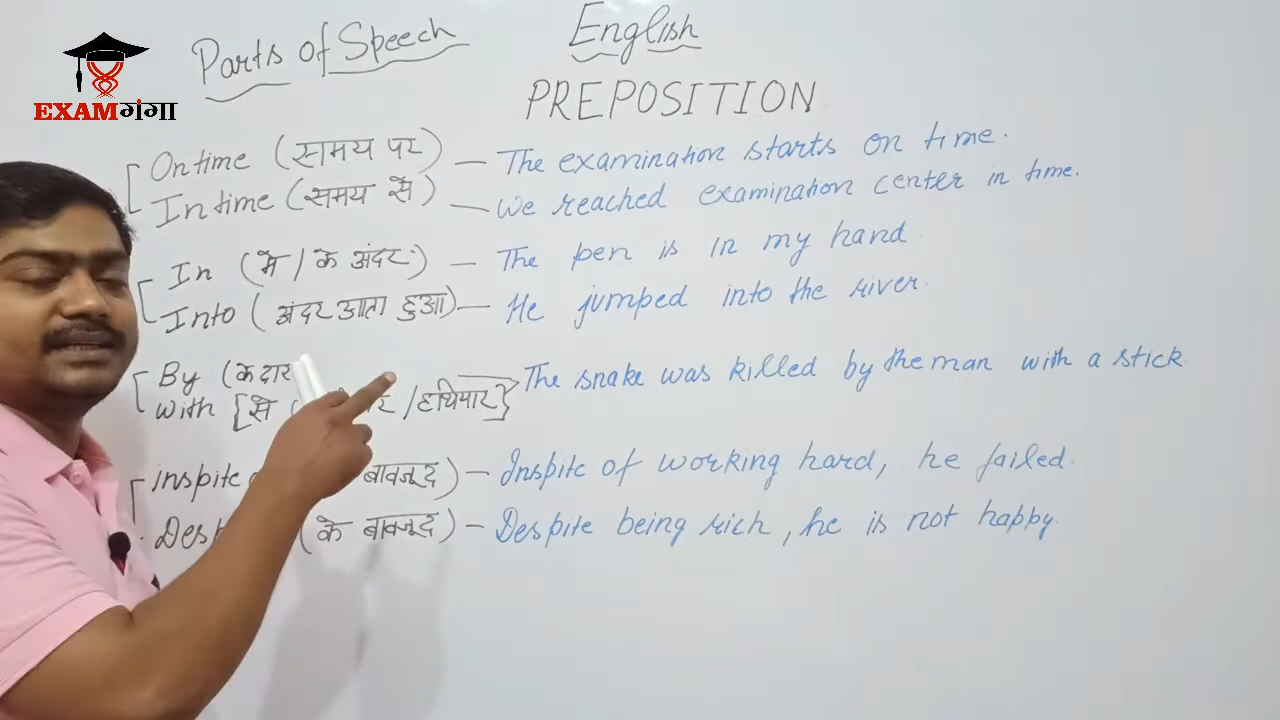 EXAMगंगा
Parts of Speech
English
PREPOSITION
On time (समय पर) — The examination starts on time.
In time (समय से) — We reached examination center in time.
In (मे / के अंदर) — The pen is in my hand
Into (अंदर आता हुआ) — He jumped into the river.
By (के द्वार The snake was killed by the man with a stick.
with [से ( / हथियार]
inspite बावजूद) — Inspite of working hard, he failed.
(के बावजूद) — Despite being rich, he is not happy.